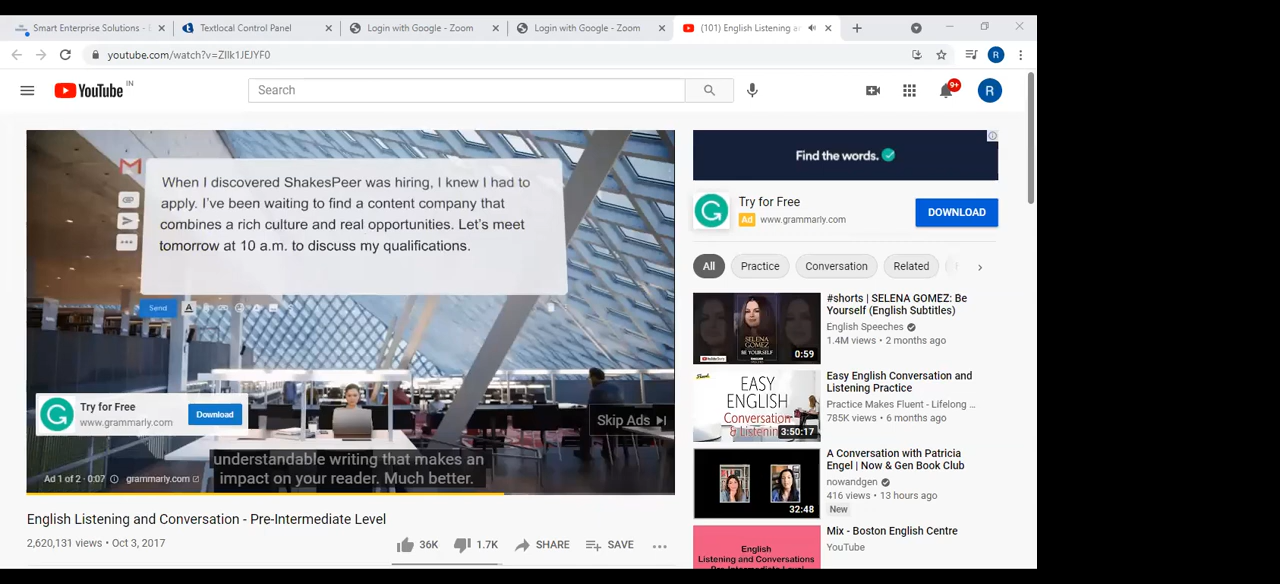 Smart Enterprise Solutions -
Textlocal Control Panel
Login with Google - Zoom
Login with Google - Zoom
(101) English Listening a
youtube.com/watch?v=ZIlk1JEJYF0
R
YouTube IN
Search
9+
R
When I discovered ShakesPeer was hiring, I knew I had to
apply. I've been waiting to find a content company that
combines a rich culture and real opportunities. Let's meet
tomorrow at 10 a.m. to discuss my qualifications.
Send
Try for Free
www.grammarly.com
Download
Skip Ads
understandable writing that makes an
impact on your reader. Much better.
Ad 1 of 2 · 0:07
grammarly.com
English Listening and Conversation - Pre-Intermediate Level
2,620,131 views • Oct 3, 2017
36K
1.7K
SHARE
SAVE
Find the words.
Try for Free
Ad www.grammarly.com
DOWNLOAD
All
Practice
Conversation
Related
SELENA
GOMEZ
BE YOURSELF
0:59
#shorts | SELENA GOMEZ: Be
Yourself (English Subtitles)
English Speeches
1.4M views • 2 months ago
EASY
ENGLISH
Conversation
& Listening
3:50:17
Easy English Conversation and
Listening Practice
Practice Makes Fluent - Lifelong ...
785K views • 6 months ago
32:48
A Conversation with Patricia
Engel | Now & Gen Book Club
nowandgen
416 views • 13 hours ago
New
English
Listening and Conversations
Mix - Boston English Centre
YouTube